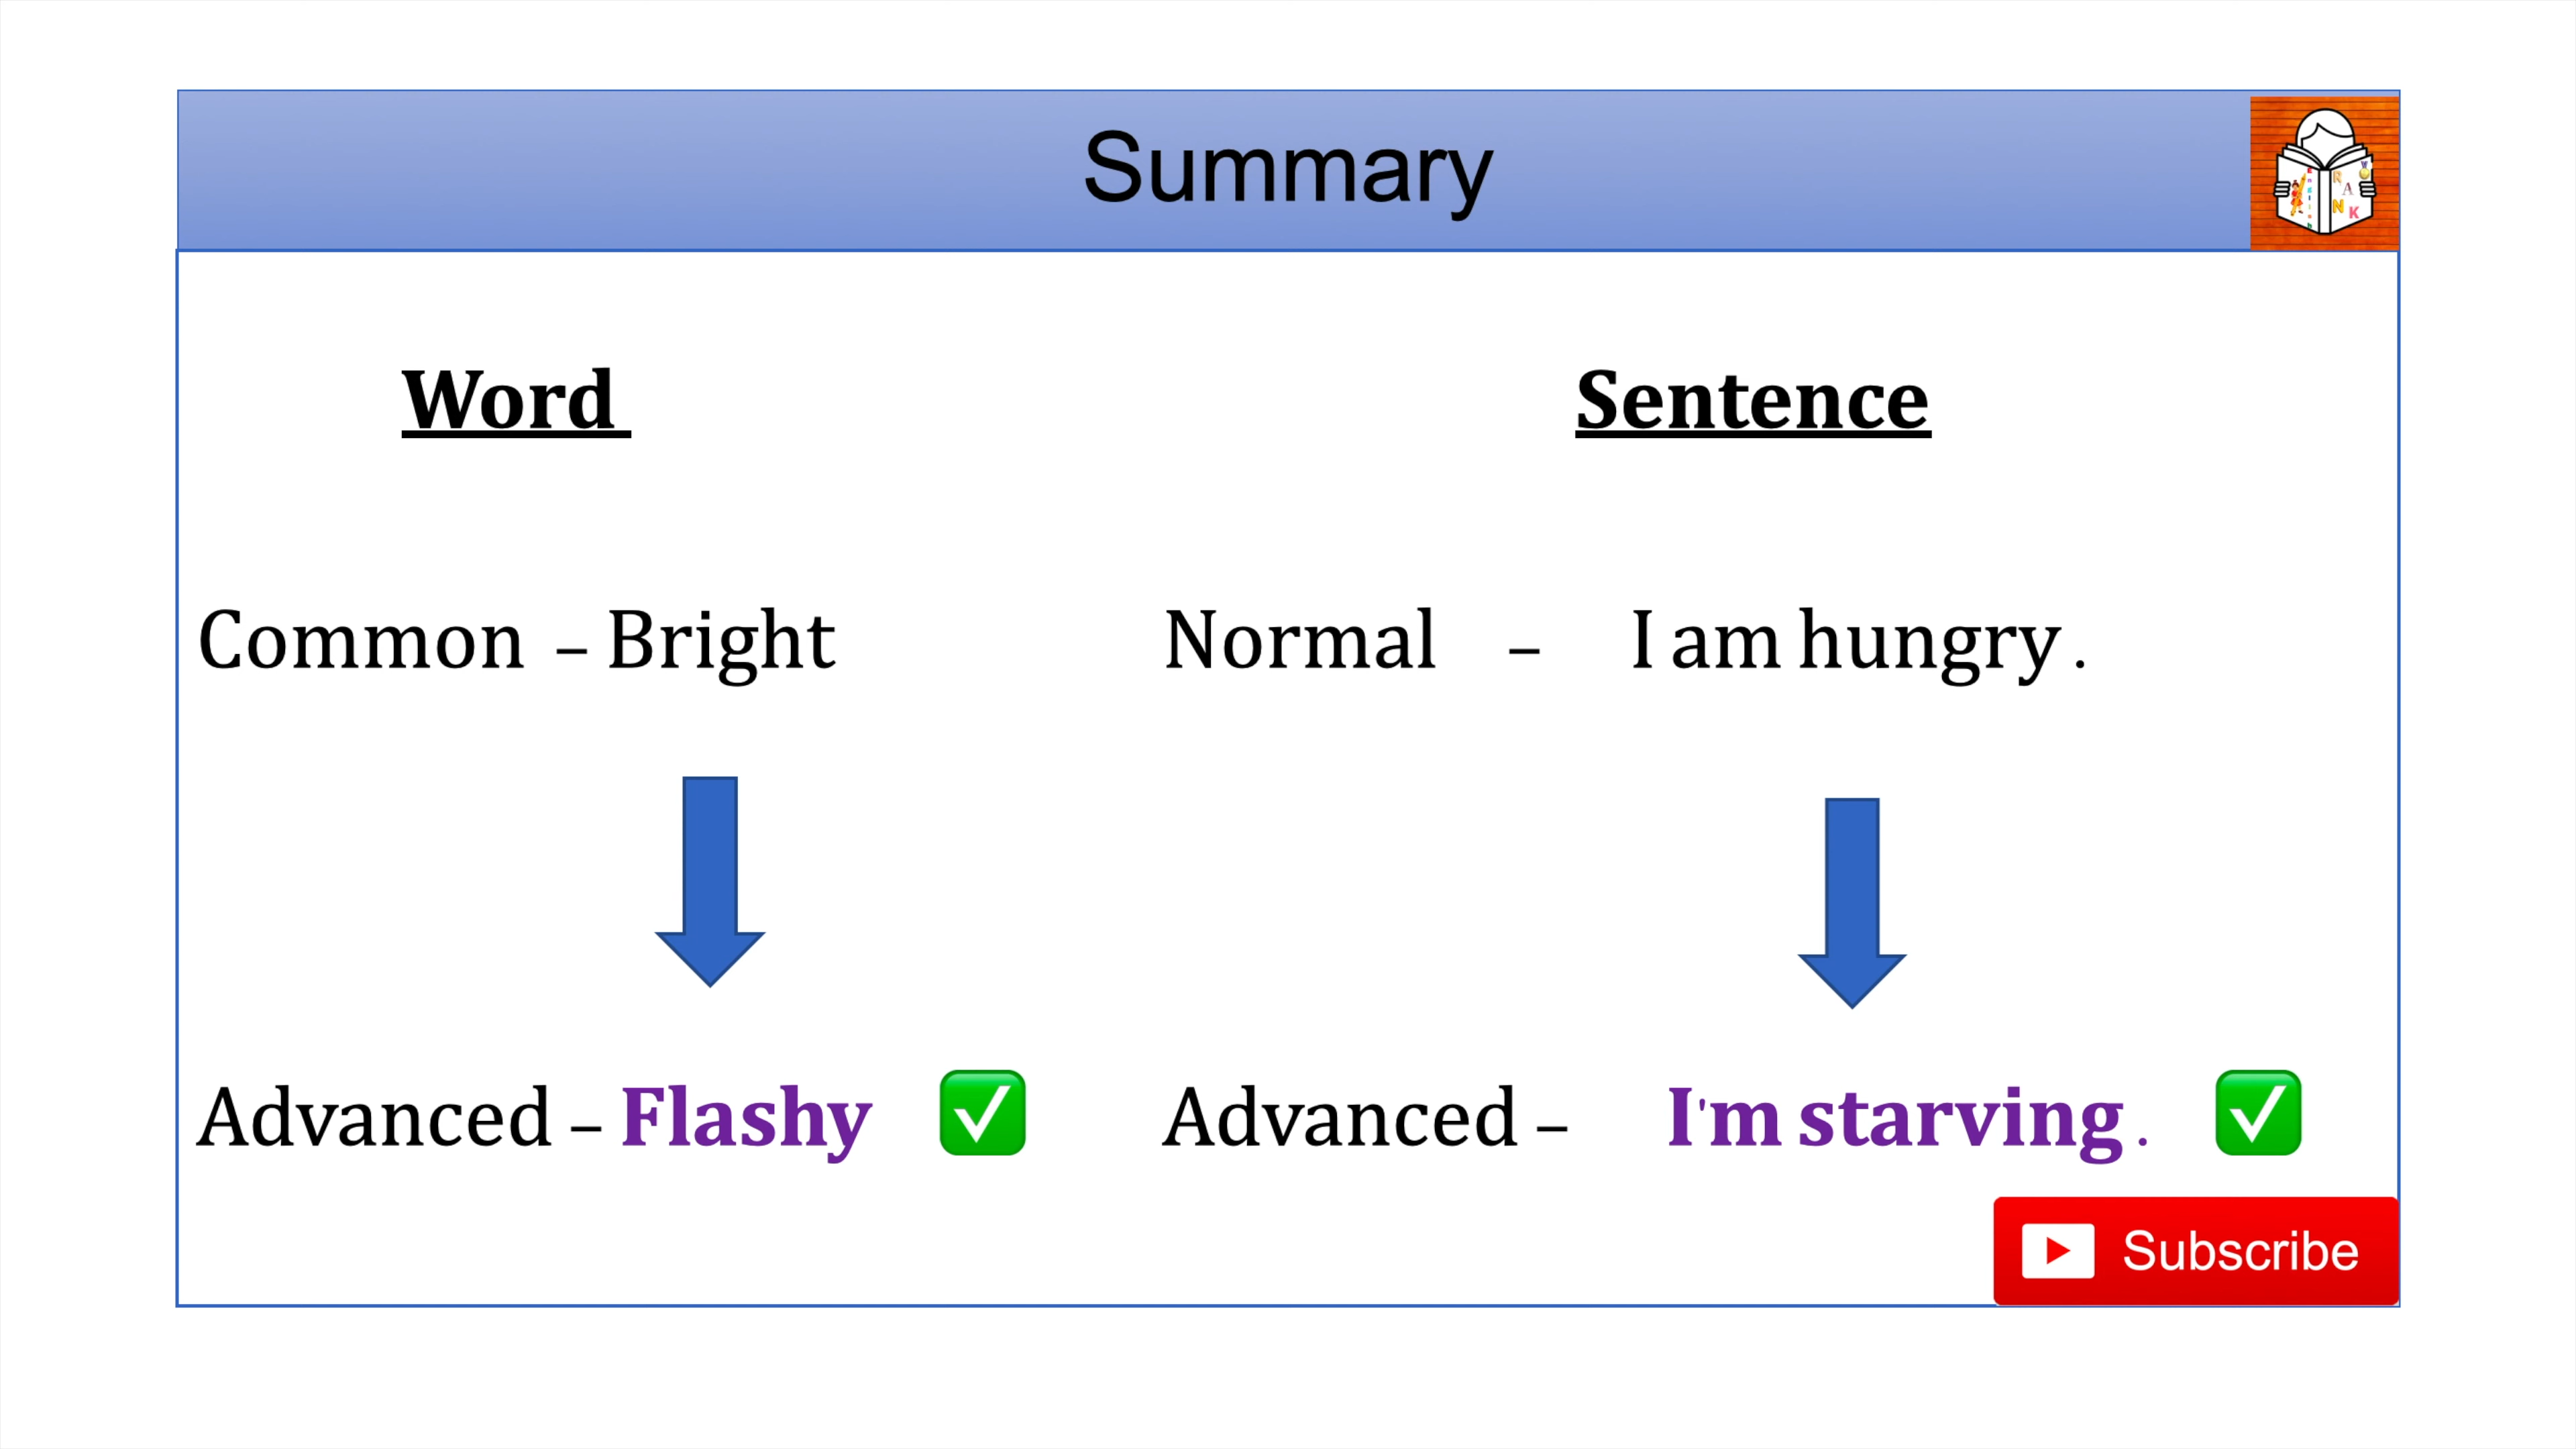 Summary
Word
Sentence
Common – Bright
Normal – I am hungry .
Advanced – Flashy ✅
Advanced – I'm starving . ✅
Subscribe